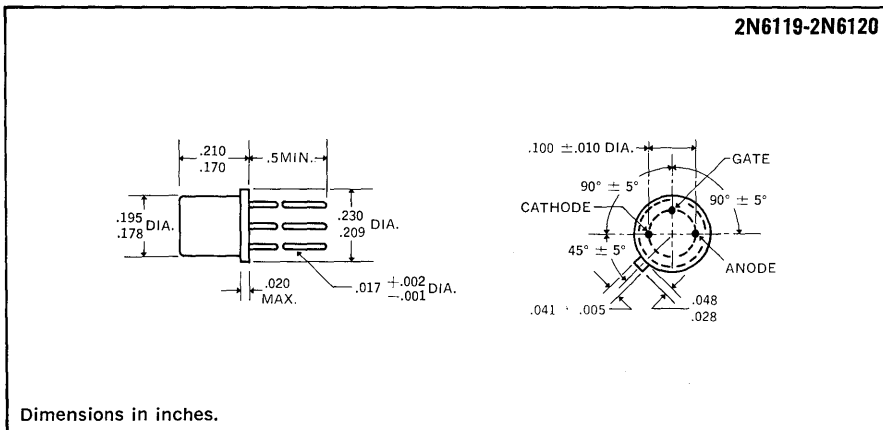 2N6119-2N6120
.210
.170
.5MIN.
.195
.178
DIA.
.230
.209
DIA.
.020
MAX.
.017 +.002
-.001
DIA.
.100 ±.010 DIA.
GATE
90° ± 5°
90° ± 5°
CATHODE
45° ± 5°
ANODE
.041 .005
.048
.028
Dimensions in inches.